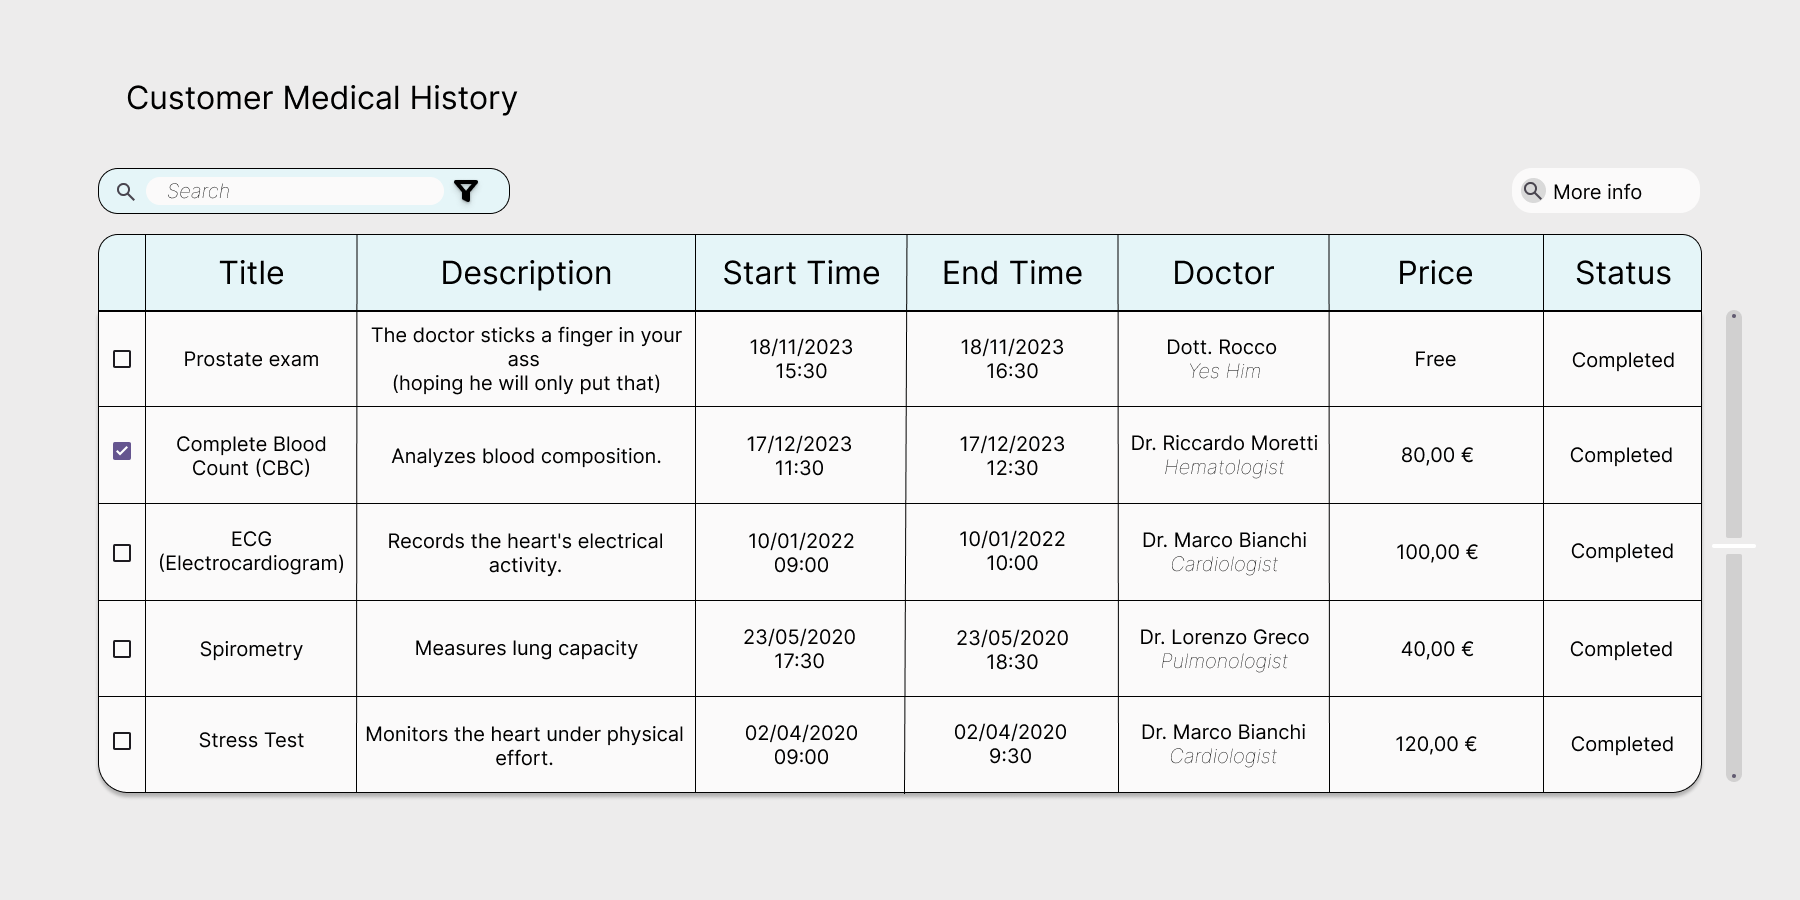 Customer Medical History
Search
More info
Title
Description
Start Time
End Time
Doctor
Price
Status
Prostate exam
The doctor sticks a finger in your
ass
(hoping he will only put that)
18/11/2023
15:30
18/11/2023
16:30
Dott. Rocco
Yes Him
Free
Completed
Complete Blood
Count (CBC)
Analyzes blood composition.
17/12/2023
11:30
17/12/2023
12:30
Dr. Riccardo Moretti
Hematologist
80,00 €
Completed
ECG
(Electrocardiogram)
Records the heart's electrical
activity.
10/01/2022
09:00
10/01/2022
10:00
Dr. Marco Bianchi
Cardiologist
100,00 €
Completed
Spirometry
Measures lung capacity
23/05/2020
17:30
23/05/2020
18:30
Dr. Lorenzo Greco
Pulmonologist
40,00 €
Completed
Stress Test
Monitors the heart under physical
effort.
02/04/2020
09:00
02/04/2020
9:30
Dr. Marco Bianchi
Cardiologist
120,00 €
Completed